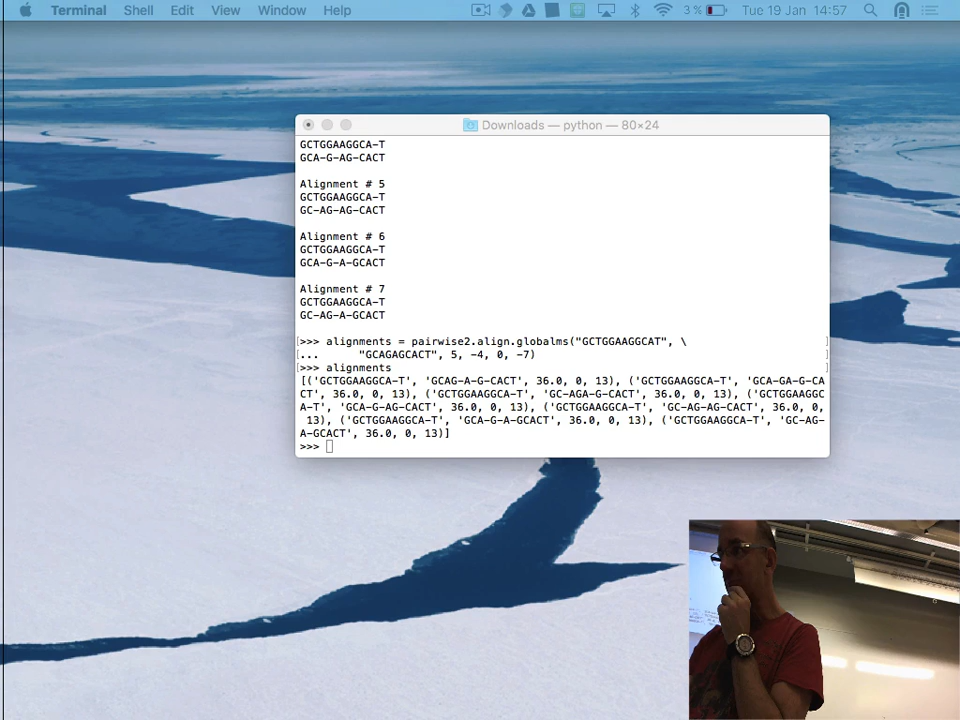 Terminal Shell Edit View Window Help 3 % Tue 19 Jan 14:57
Downloads — python — 80×24
GCTGGAAGGCA-T
GCA-G-AG-CACT
Alignment # 5
GCTGGAAGGCA-T
GC-AG-AG-CACT
Alignment # 6
GCTGGAAGGCA-T
GCA-G-A-GCACT
Alignment # 7
GCTGGAAGGCA-T
GC-AG-A-GCACT
[>>> alignments = pairwise2.align.globalms("GCTGGAAGGCAT", \ ]
[... "GCAGAGCACT", 5, -4, 0, -7) ]
[>>> alignments ]
[('GCTGGAAGGCA-T', 'GCAG-A-G-CACT', 36.0, 0, 13), ('GCTGGAAGGCA-T', 'GCA-GA-G-CA
CT', 36.0, 0, 13), ('GCTGGAAGGCA-T', 'GC-AGA-G-CACT', 36.0, 0, 13), ('GCTGGAAGGC
A-T', 'GCA-G-AG-CACT', 36.0, 0, 13), ('GCTGGAAGGCA-T', 'GC-AG-AG-CACT', 36.0, 0,
 13), ('GCTGGAAGGCA-T', 'GCA-G-A-GCACT', 36.0, 0, 13), ('GCTGGAAGGCA-T', 'GC-AG-
A-GCACT', 36.0, 0, 13)]
>>>